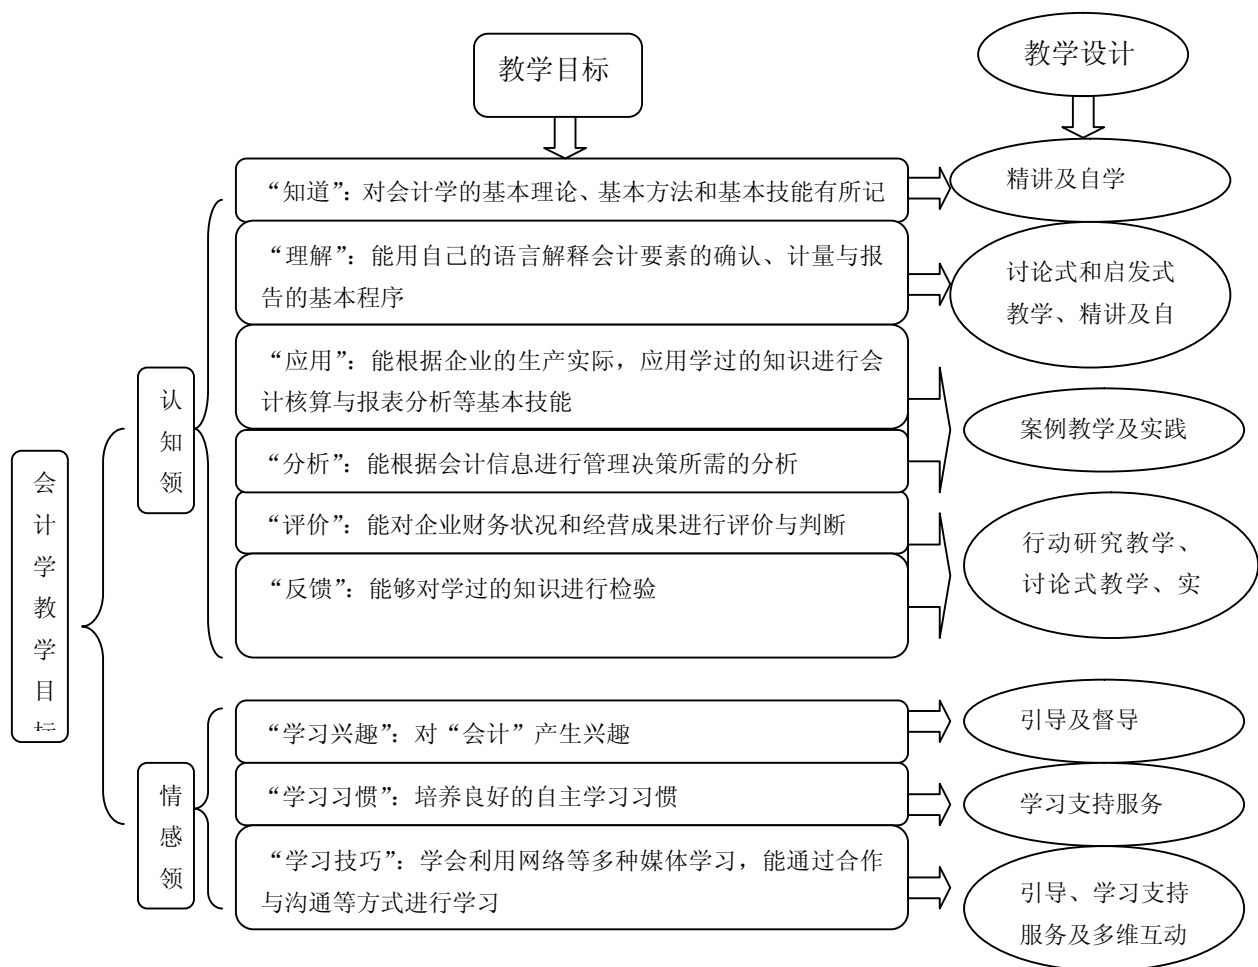 教学目标
教学设计
“知道”：对会计学的基本理论、基本方法和基本技能有所记
精讲及自学
“理解”：能用自己的语言解释会计要素的确认、计量与报
告的基本程序
讨论式和启发式
教学、精讲及自
“应用”：能根据企业的生产实际，应用学过的知识进行会
计核算与报表分析等基本技能
案例教学及实践
“分析”：能根据会计信息进行管理决策所需的分析
“评价”：能对企业财务状况和经营成果进行评价与判断
行动研究教学、
讨论式教学、实
“反馈”：能够对学过的知识进行检验
认
知
领
会
计
学
教
学
目
“学习兴趣”：对“会计”产生兴趣
引导及督导
“学习习惯”：培养良好的自主学习习惯
学习支持服务
“学习技巧”：学会利用网络等多种媒体学习，能通过合作
与沟通等方式进行学习
引导、学习支持
服务及多维互动
情
感
领